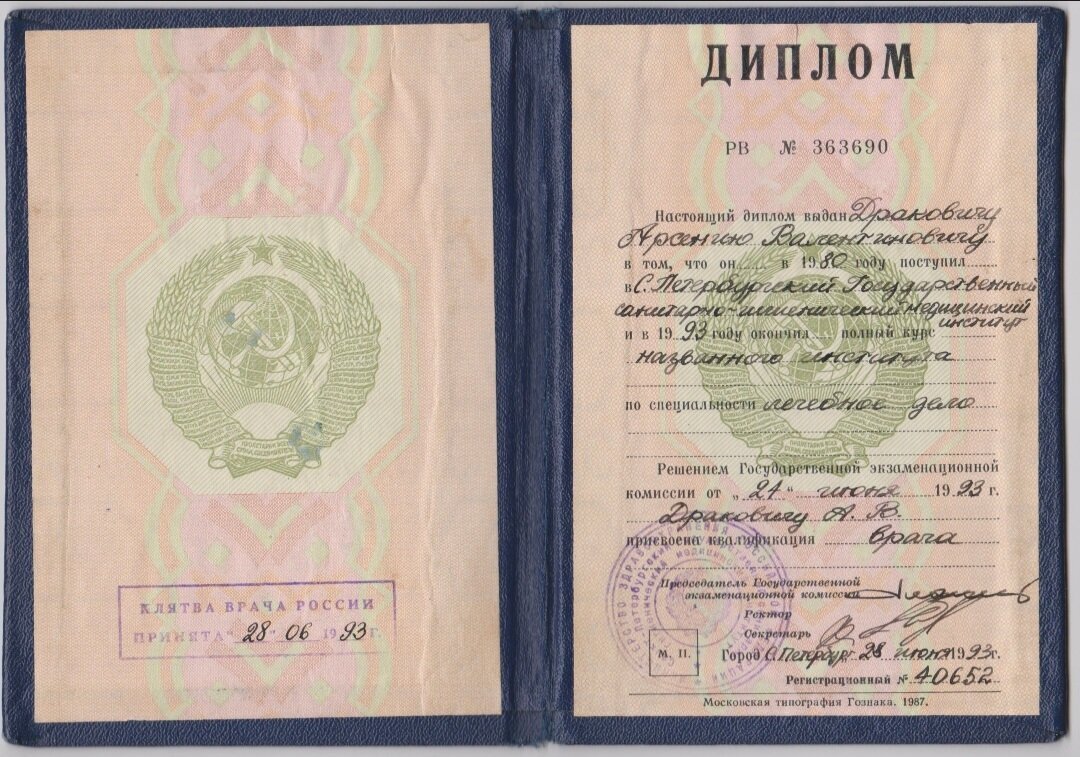 КЛЯТВА ВРАЧА РОССИИ
ПРИНЯТА "28" 06 1993 г.
ДИПЛОМ
РВ № 363690
Настоящий диплом выдан Драковичу
Арсению Валентиновичу
в том, что он в 1980 году поступил
в С.Петербургский Государственный
санитарно-гигиенический медицинский
институт
и в 1993 году окончил полный курс
названного института
по специальности лечебное дело
Решением Государственной экзаменационной
комиссии от „24" июня 1993 г.
Драковичу А. В.
присвоена квалификация врача
Председатель Государственной
экзаменационной комиссии
Ректор
Секретарь
М. П.
Город С.Петербург 28 июня 1993г.
Регистрационный № 40652
Московская типография Гознака. 1987.